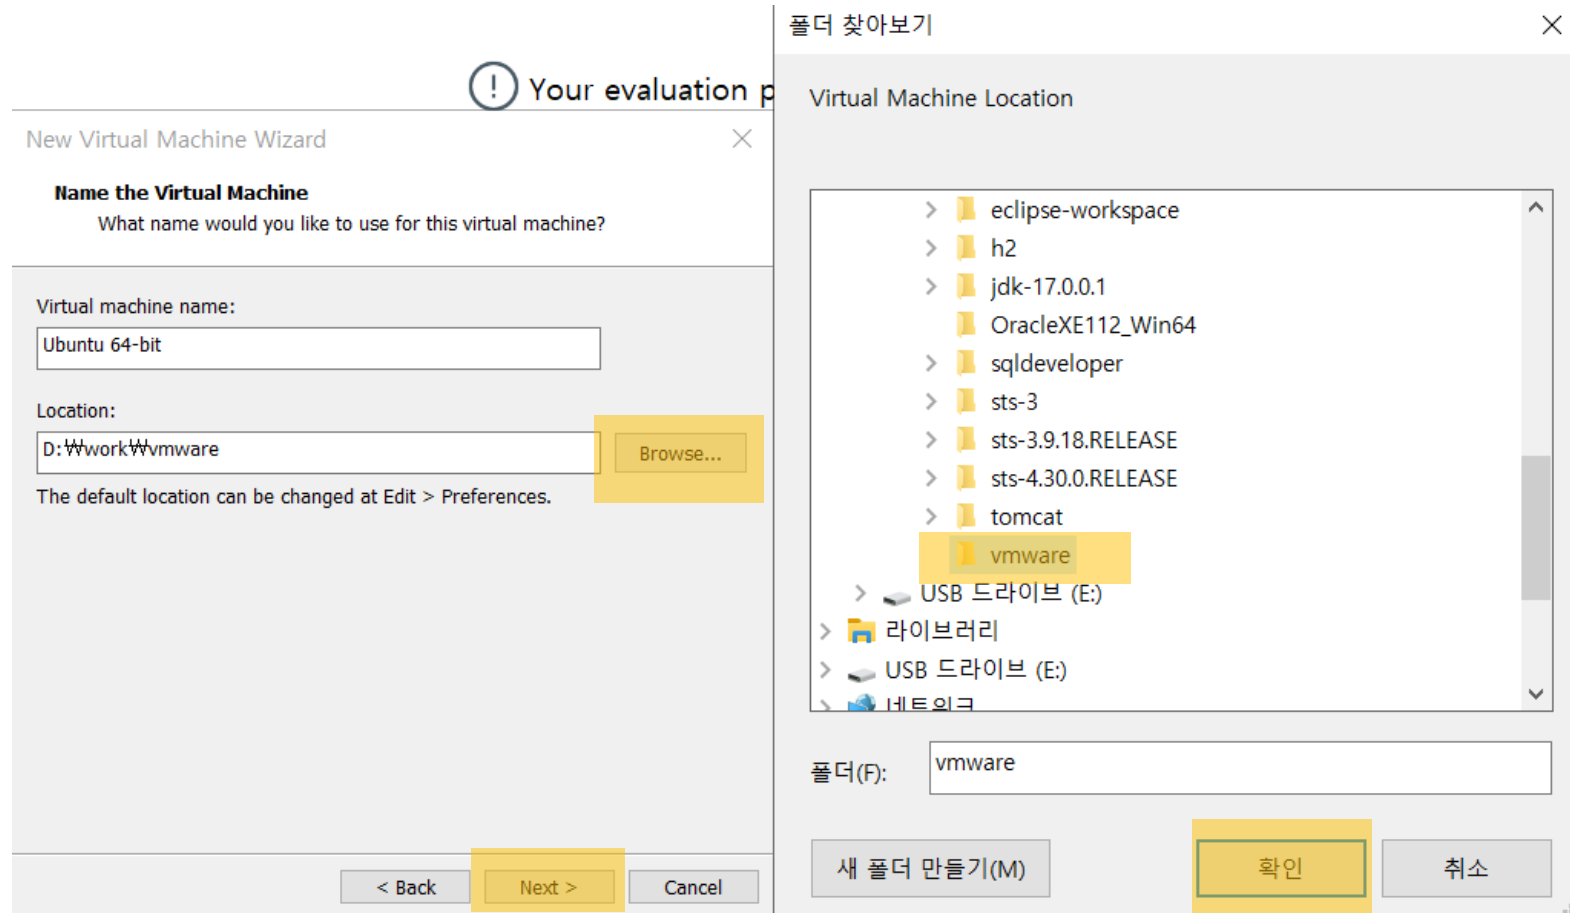 Your evaluation p
New Virtual Machine Wizard
Name the Virtual Machine
What name would you like to use for this virtual machine?
Virtual machine name:
Ubuntu 64-bit
Location:
D:₩work₩vmware
Browse...
The default location can be changed at Edit > Preferences.
< Back
Next >
Cancel
폴더 찾아보기
Virtual Machine Location
eclipse-workspace
h2
jdk-17.0.0.1
OracleXE112_Win64
sqldeveloper
sts-3
sts-3.9.18.RELEASE
sts-4.30.0.RELEASE
tomcat
vmware
USB 드라이브 (E:)
라이브러리
USB 드라이브 (E:)
네트워크
폴더(F):
vmware
새 폴더 만들기(M)
확인
취소